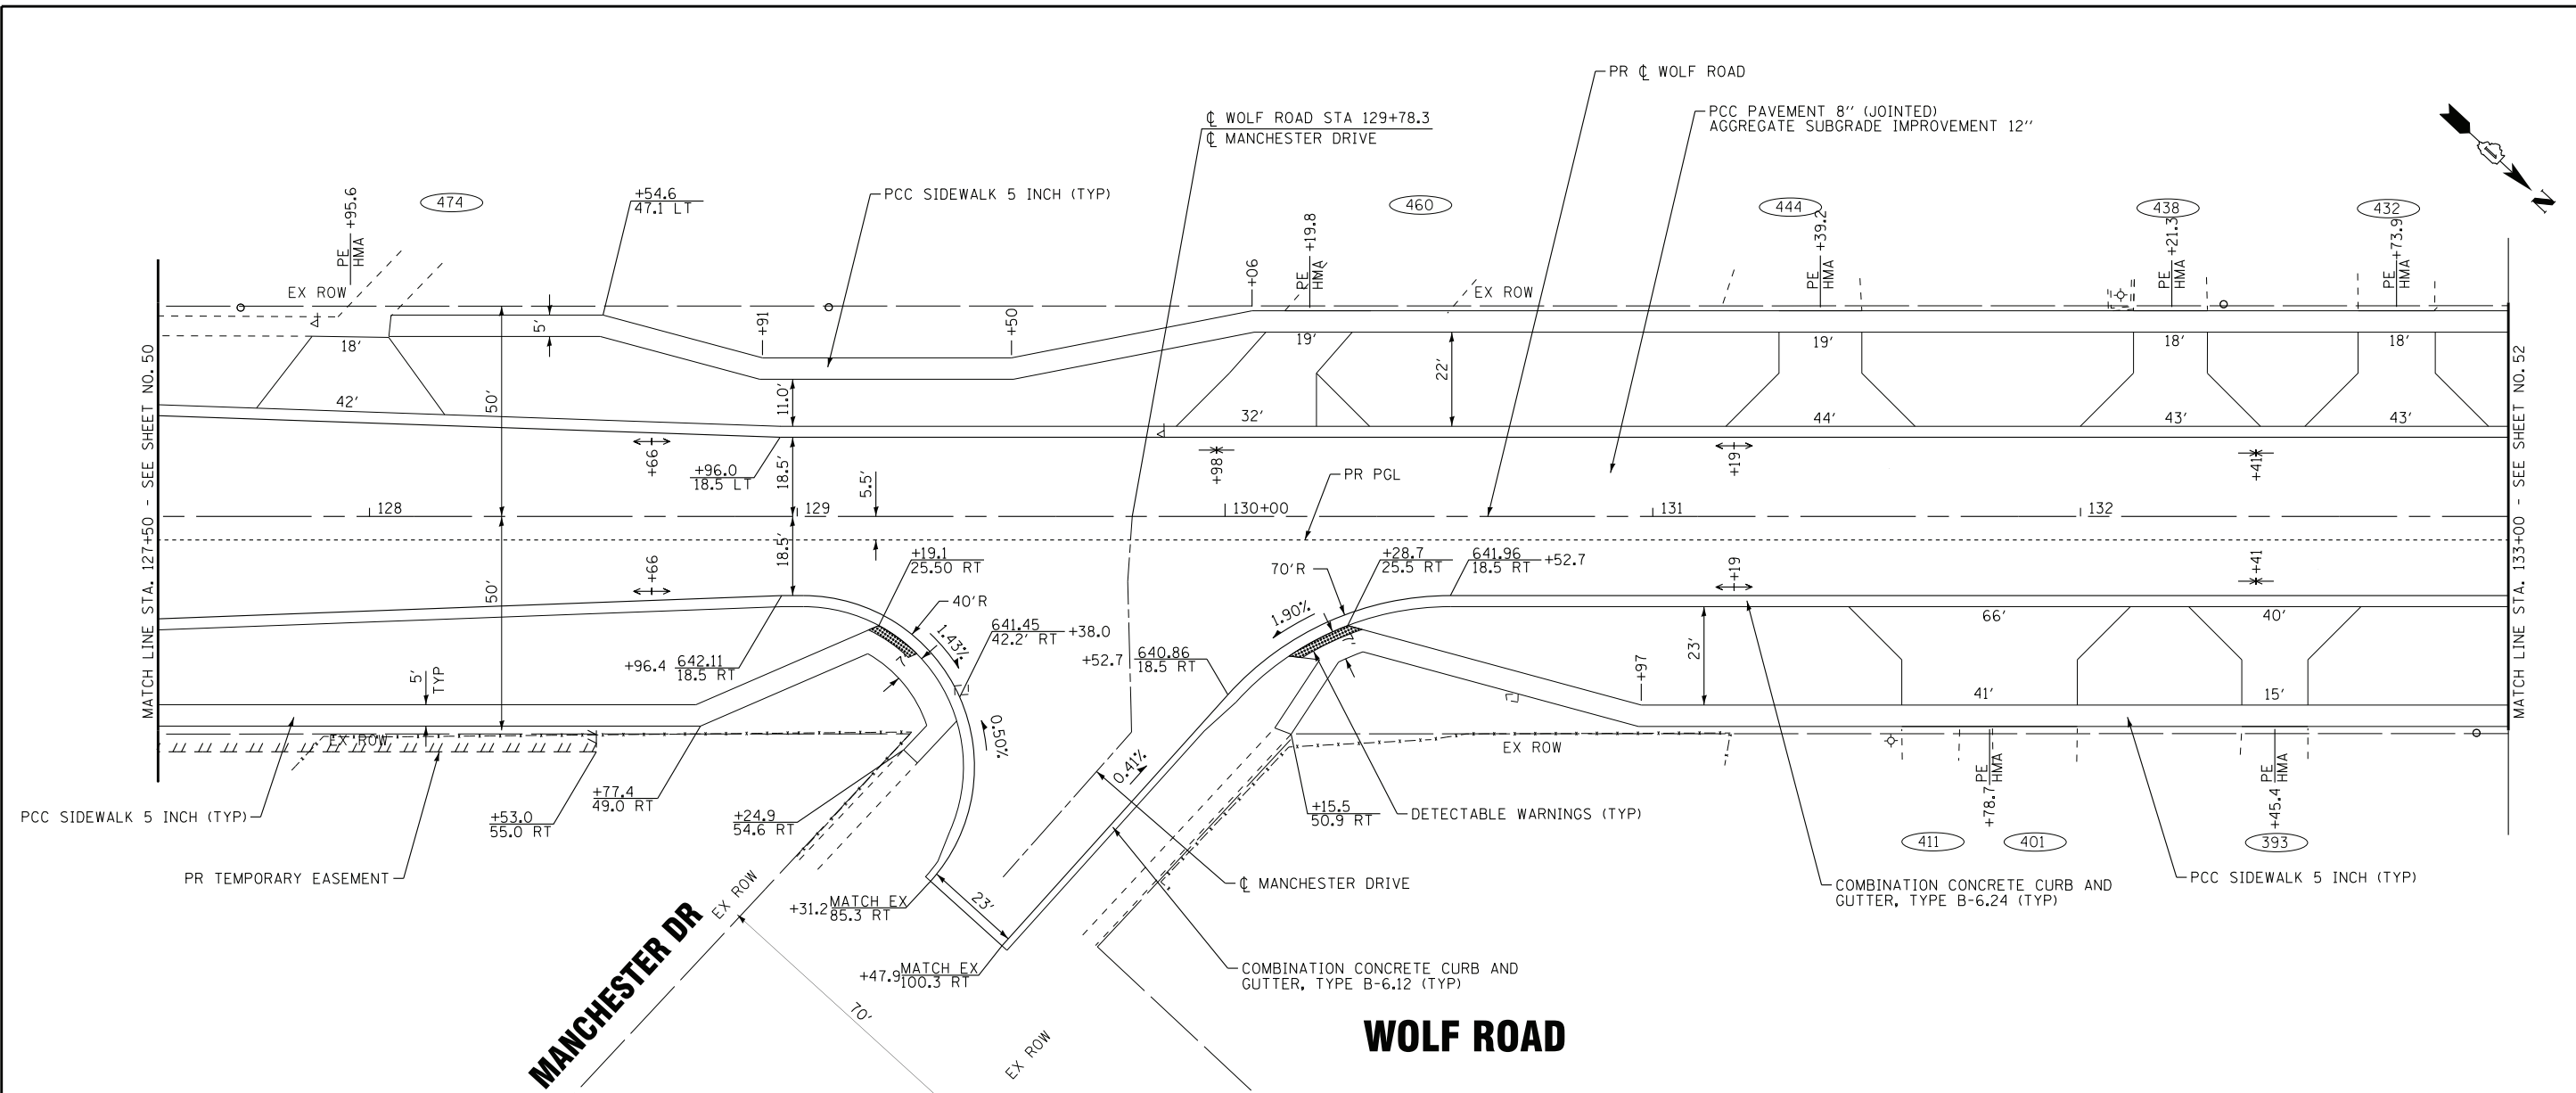 PR ℄ WOLF ROAD
℄ WOLF ROAD STA 129+78.3
℄ MANCHESTER DRIVE
PCC PAVEMENT 8'' (JOINTED)
AGGREGATE SUBGRADE IMPROVEMENT 12''
N
474
+54.6
47.1 LT
PCC SIDEWALK 5 INCH (TYP)
460
444
438
432
PE
HMA
+95.6
+06
PE
HMA
+19.8
PE
HMA
+39.2
PE
HMA
+21.3
PE
HMA
+73.9
EX ROW
EX ROW
5'
+91
+50
18'
19'
19'
18'
18'
42'
50'
11.0'
32'
22'
44'
43'
43'
+66
+96.0
18.5 LT
18.5'
5.5'
+98
+19
+41
PR PGL
128
129
130+00
131
132
MATCH LINE STA. 127+50 - SEE SHEET NO. 50
MATCH LINE STA. 133+00 - SEE SHEET NO. 52
50'
+66
18.5'
+19.1
25.50 RT
40'R
1.43%
641.45
42.2' RT
+38.0
70'R
1.90%
+28.7
25.5 RT
641.96
18.5 RT
+52.7
+19
+41
+96.4
642.11
18.5 RT
7'
+52.7
640.86
18.5 RT
7'
+97
23'
66'
40'
41'
15'
5'
TYP
0.50%
0.41%
EX ROW
EX ROW
PCC SIDEWALK 5 INCH (TYP)
+53.0
55.0 RT
+77.4
49.0 RT
+24.9
54.6 RT
+15.5
50.9 RT
DETECTABLE WARNINGS (TYP)
+78.7
PE
HMA
+45.4
PE
HMA
411
401
393
PR TEMPORARY EASEMENT
EX ROW
+31.2
MATCH EX
85.3 RT
23'
℄ MANCHESTER DRIVE
COMBINATION CONCRETE CURB AND
GUTTER, TYPE B-6.24 (TYP)
PCC SIDEWALK 5 INCH (TYP)
MANCHESTER DR
+47.9
MATCH EX
100.3 RT
COMBINATION CONCRETE CURB AND
GUTTER, TYPE B-6.12 (TYP)
70'
EX ROW
WOLF ROAD